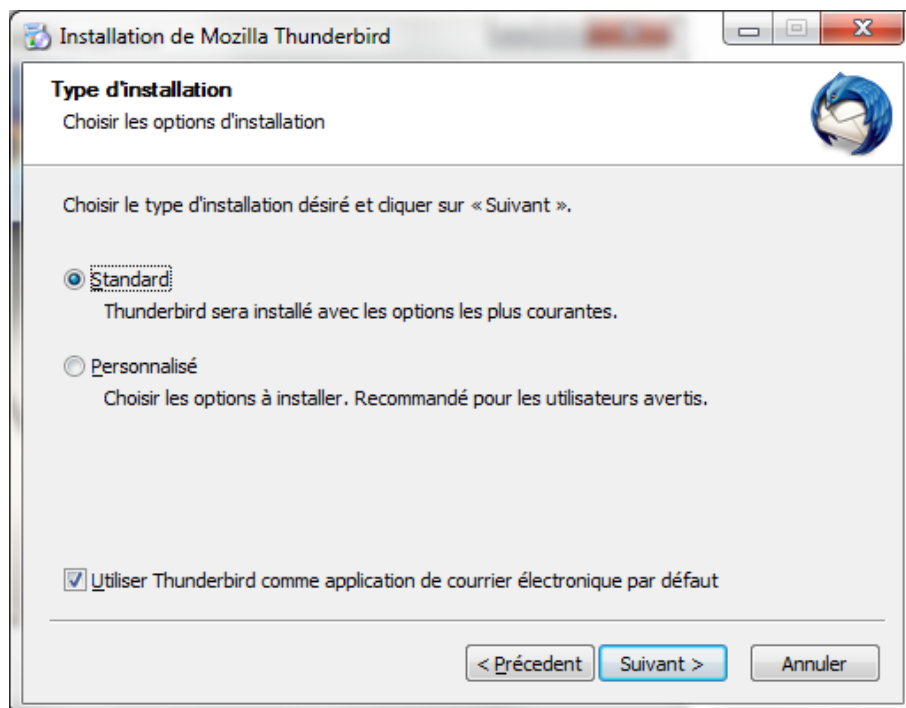 Installation de Mozilla Thunderbird
Type d'installation
Choisir les options d'installation
Choisir le type d'installation désiré et cliquer sur « Suivant ».
Standard
Thunderbird sera installé avec les options les plus courantes.
Personnalisé
Choisir les options à installer. Recommandé pour les utilisateurs avertis.
Utiliser Thunderbird comme application de courrier électronique par défaut
< Précedent Suivant > Annuler